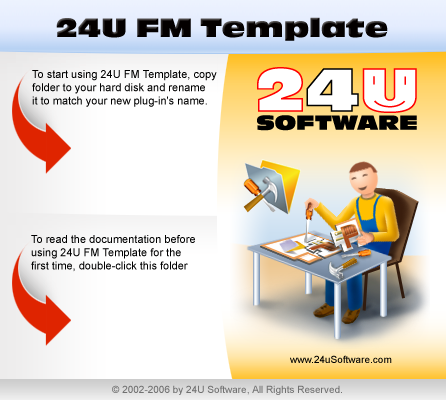 24U FM Template
To start using 24U FM Template, copy
folder to your hard disk and rename
it to match your new plug-in's name.
24U
SOFTWARE
To read the documentation before
using 24U FM Template for the
first time, double-click this folder
www.24uSoftware.com
© 2002-2006 by 24U Software, All Rights Reserved.